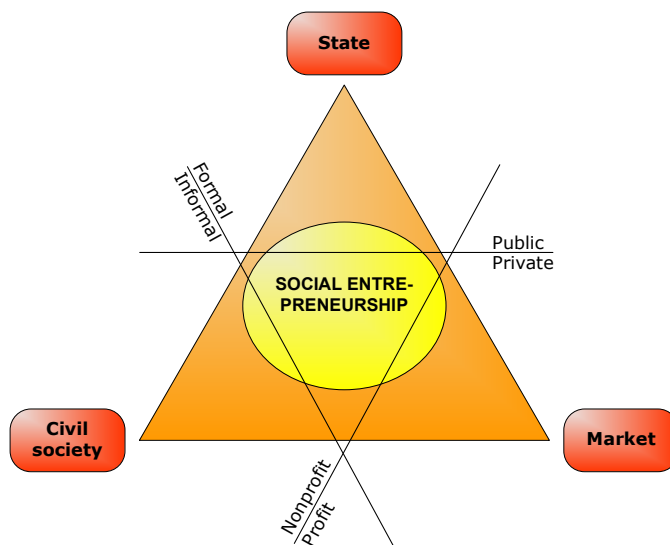 State
Formal
Informal
Public
Private
SOCIAL ENTRE-
PRENEURSHIP
Civil
society
Market
Nonprofit
Profit